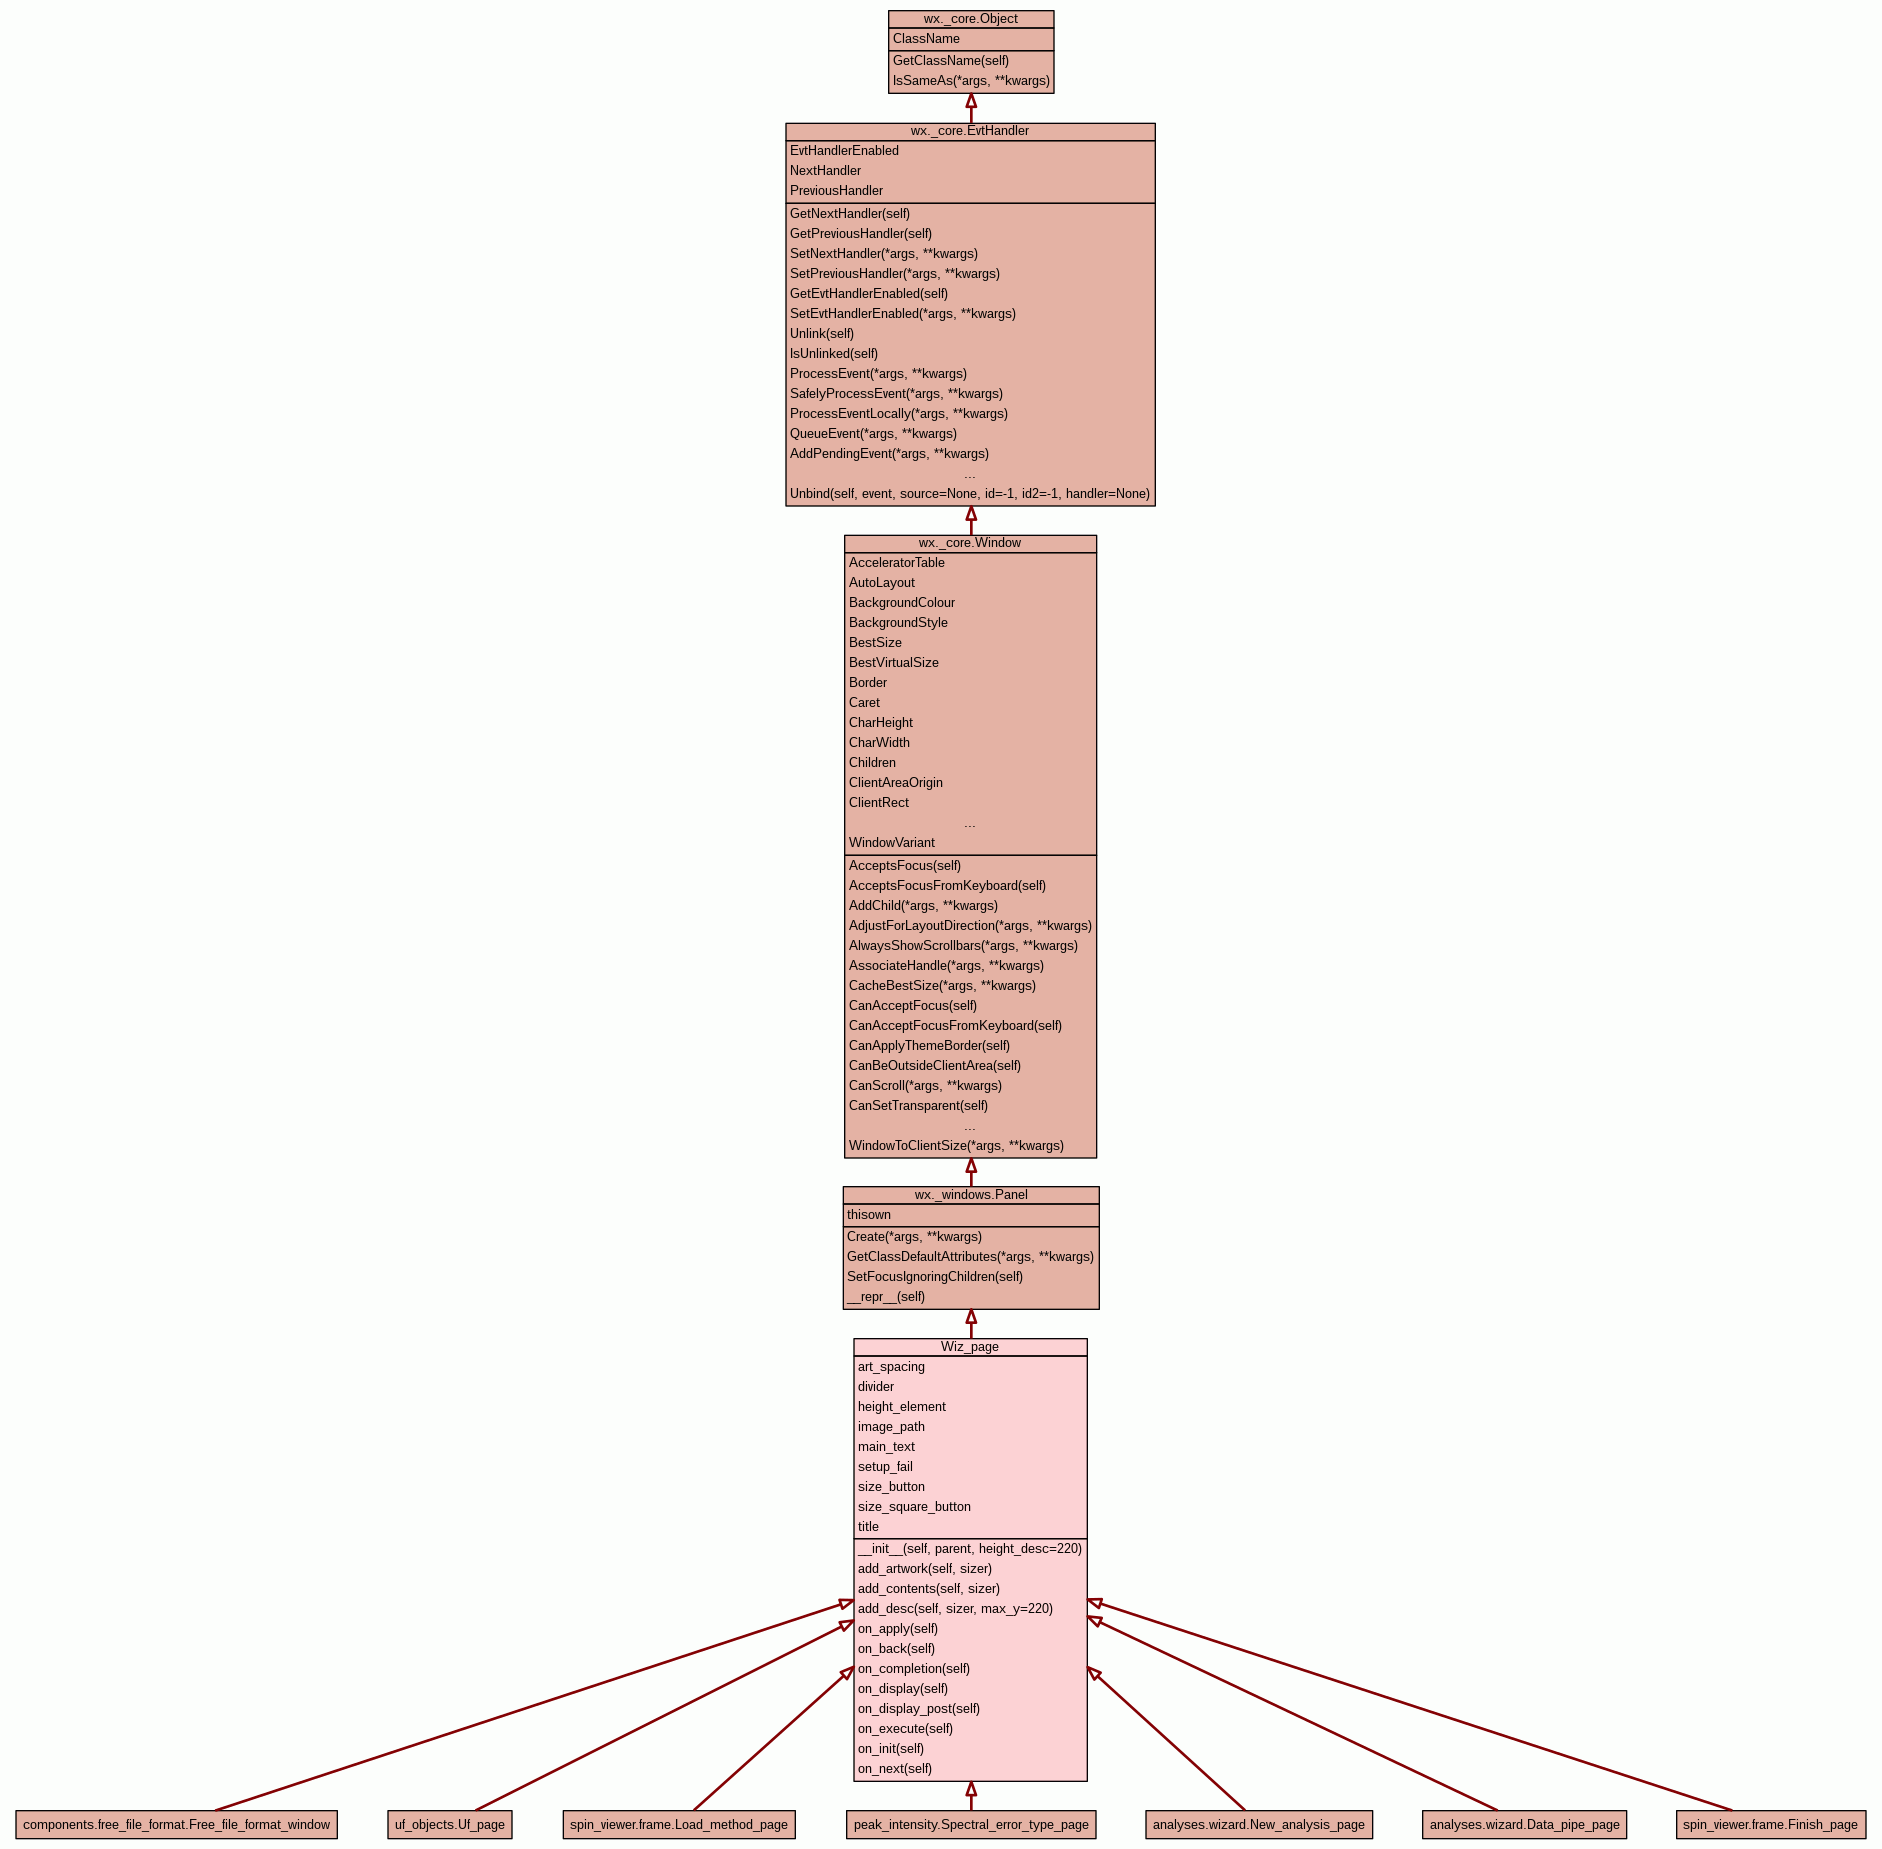 wx._core.Object
ClassName
GetClassName(self)
IsSameAs(*args, **kwargs)
wx._core.EvtHandler
EvtHandlerEnabled
NextHandler
PreviousHandler
GetNextHandler(self)
GetPreviousHandler(self)
SetNextHandler(*args, **kwargs)
SetPreviousHandler(*args, **kwargs)
GetEvtHandlerEnabled(self)
SetEvtHandlerEnabled(*args, **kwargs)
Unlink(self)
IsUnlinked(self)
ProcessEvent(*args, **kwargs)
SafelyProcessEvent(*args, **kwargs)
ProcessEventLocally(*args, **kwargs)
QueueEvent(*args, **kwargs)
AddPendingEvent(*args, **kwargs)
...
Unbind(self, event, source=None, id=-1, id2=-1, handler=None)
wx._core.Window
AcceleratorTable
AutoLayout
BackgroundColour
BackgroundStyle
BestSize
BestVirtualSize
Border
Caret
CharHeight
CharWidth
Children
ClientAreaOrigin
ClientRect
...
WindowVariant
AcceptsFocus(self)
AcceptsFocusFromKeyboard(self)
AddChild(*args, **kwargs)
AdjustForLayoutDirection(*args, **kwargs)
AlwaysShowScrollbars(*args, **kwargs)
AssociateHandle(*args, **kwargs)
CacheBestSize(*args, **kwargs)
CanAcceptFocus(self)
CanAcceptFocusFromKeyboard(self)
CanApplyThemeBorder(self)
CanBeOutsideClientArea(self)
CanScroll(*args, **kwargs)
CanSetTransparent(self)
...
WindowToClientSize(*args, **kwargs)
wx._windows.Panel
thisown
Create(*args, **kwargs)
GetClassDefaultAttributes(*args, **kwargs)
SetFocusIgnoringChildren(self)
__repr__(self)
Wiz_page
art_spacing
divider
height_element
image_path
main_text
setup_fail
size_button
size_square_button
title
__init__(self, parent, height_desc=220)
add_artwork(self, sizer)
add_contents(self, sizer)
add_desc(self, sizer, max_y=220)
on_apply(self)
on_back(self)
on_completion(self)
on_display(self)
on_display_post(self)
on_execute(self)
on_init(self)
on_next(self)
components.free_file_format.Free_file_format_window
uf_objects.Uf_page
spin_viewer.frame.Load_method_page
peak_intensity.Spectral_error_type_page
analyses.wizard.New_analysis_page
analyses.wizard.Data_pipe_page
spin_viewer.frame.Finish_page